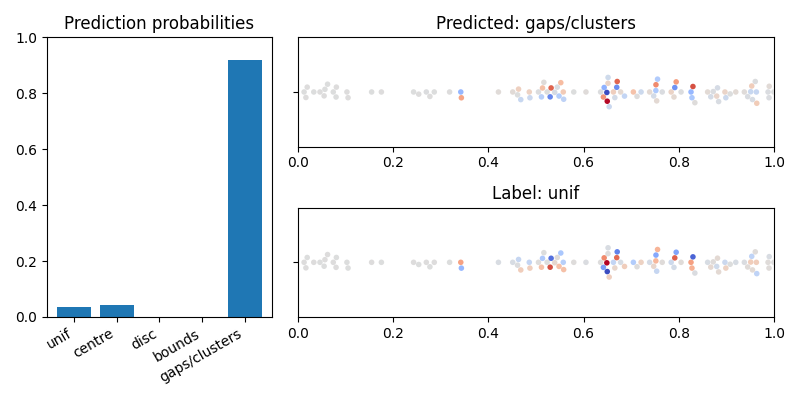 Prediction probabilities
1.0
0.8
0.6
0.4
0.2
0.0
unif
centre
disc
bounds
gaps/clusters
Predicted: gaps/clusters
0.0 0.2 0.4 0.6 0.8 1.0
Label: unif
0.0 0.2 0.4 0.6 0.8 1.0